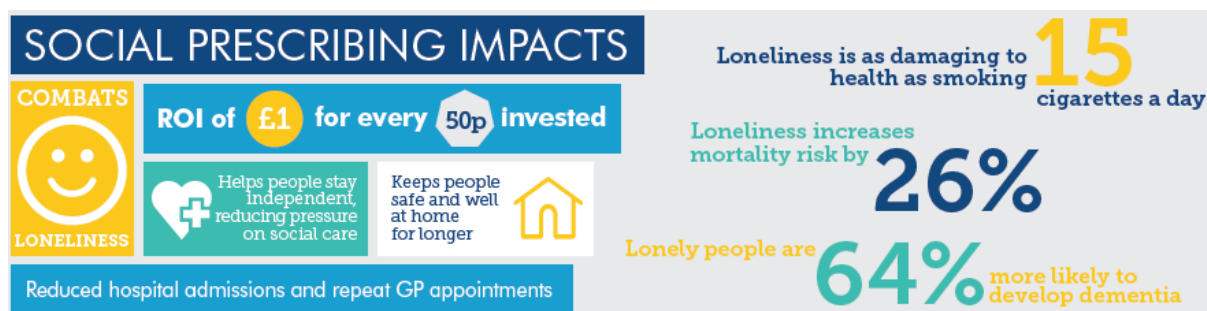 SOCIAL PRESCRIBING IMPACTS
COMBATS
LONELINESS
ROI of £1 for every 50p invested
Helps people stay
independent,
reducing pressure
on social care
Keeps people
safe and well
at home
for longer
Reduced hospital admissions and repeat GP appointments
Loneliness is as damaging to
health as smoking 15
cigarettes a day
Loneliness increases
mortality risk by 26%
Lonely people are 64% more likely to
develop dementia